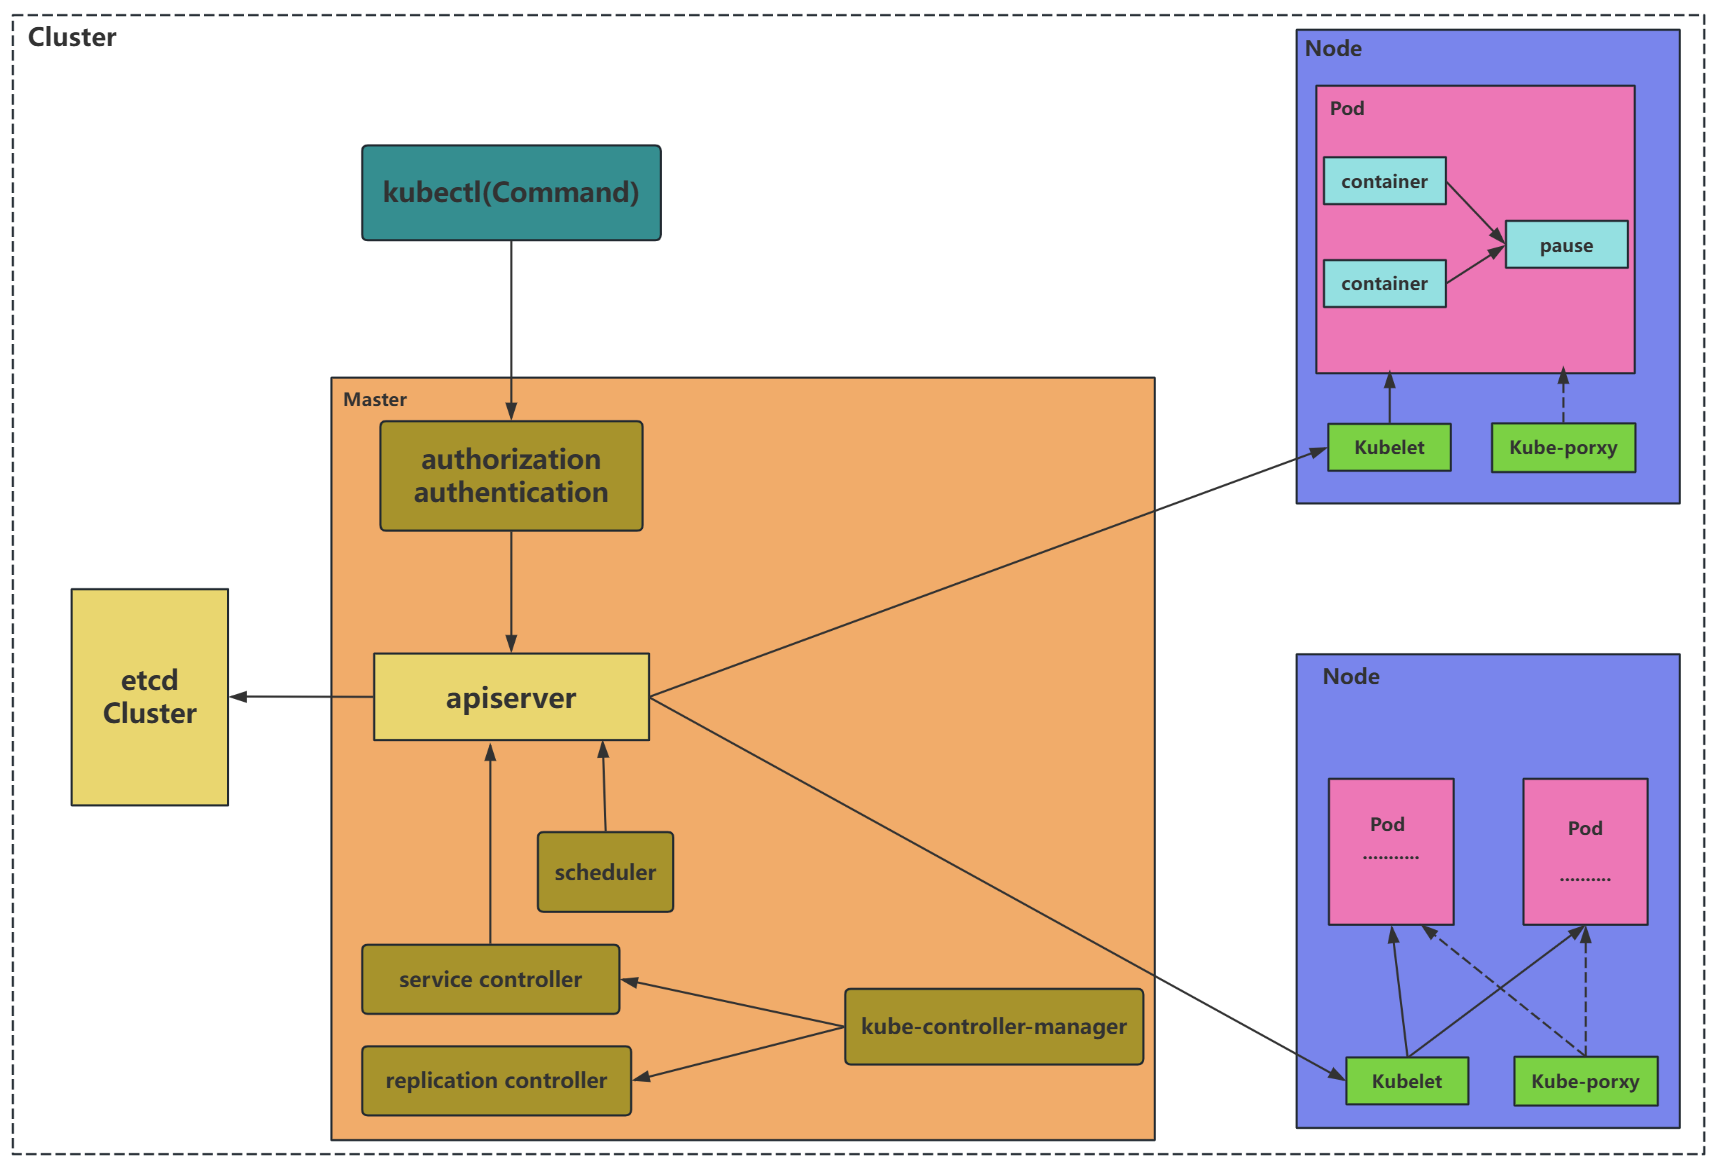 Cluster
kubectl(Command)
Master
authorization
authentication
etcd
Cluster
apiserver
scheduler
service controller
kube-controller-manager
replication controller
Node
Pod
container
pause
container
Kubelet
Kube-porxy
Node
Pod
...........
Pod
..........
Kubelet
Kube-porxy